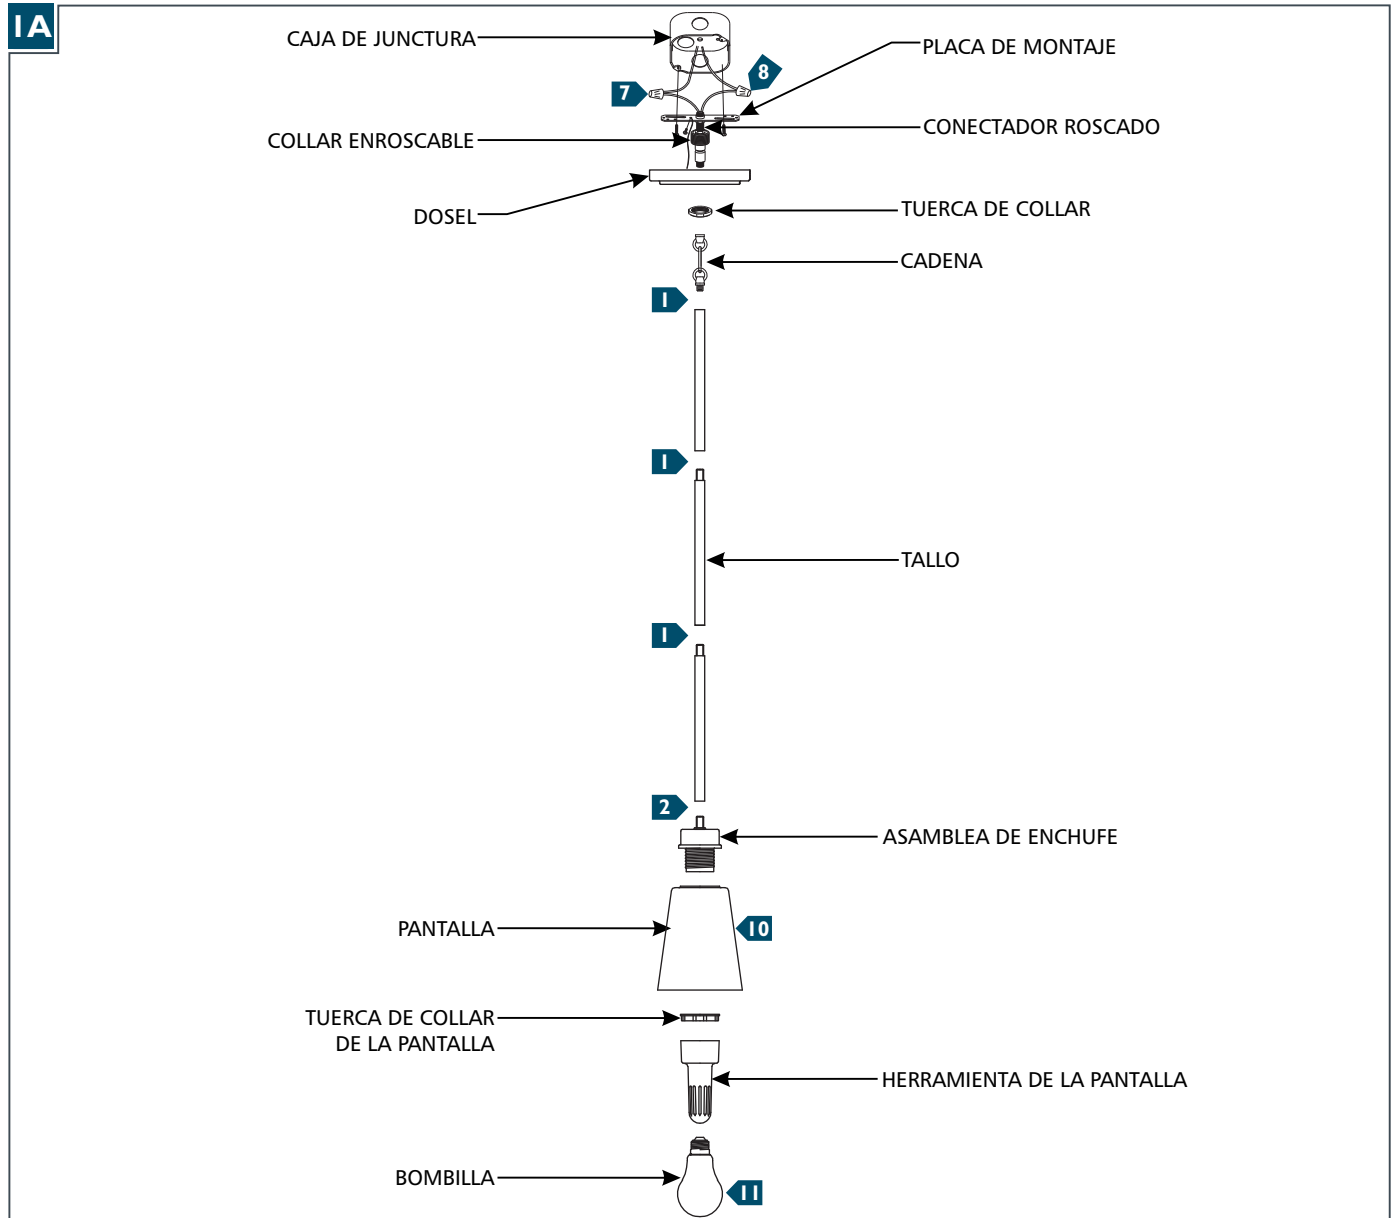 1A
CAJA DE JUNCTURA
PLACA DE MONTAJE
8
7
CONECTADOR ROSCADO
COLLAR ENROSCABLE
TUERCA DE COLLAR
DOSEL
CADENA
1
1
TALLO
1
2
ASAMBLEA DE ENCHUFE
PANTALLA
10
TUERCA DE COLLAR
DE LA PANTALLA
HERRAMIENTA DE LA PANTALLA
BOMBILLA
11